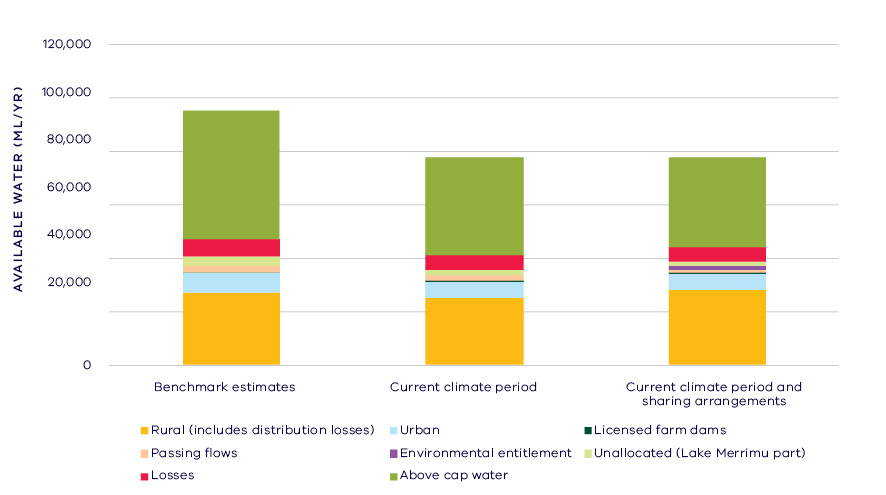 120,000
100,000
80,000
60,000
40,000
20,000
0
AVAILABLE WATER (ML/YR)
Benchmark estimates
Current climate period
Current climate period and
sharing arrangements
Rural (includes distribution losses)
Urban
Licensed farm dams
Passing flows
Environmental entitlement
Unallocated (Lake Merrimu part)
Losses
Above cap water